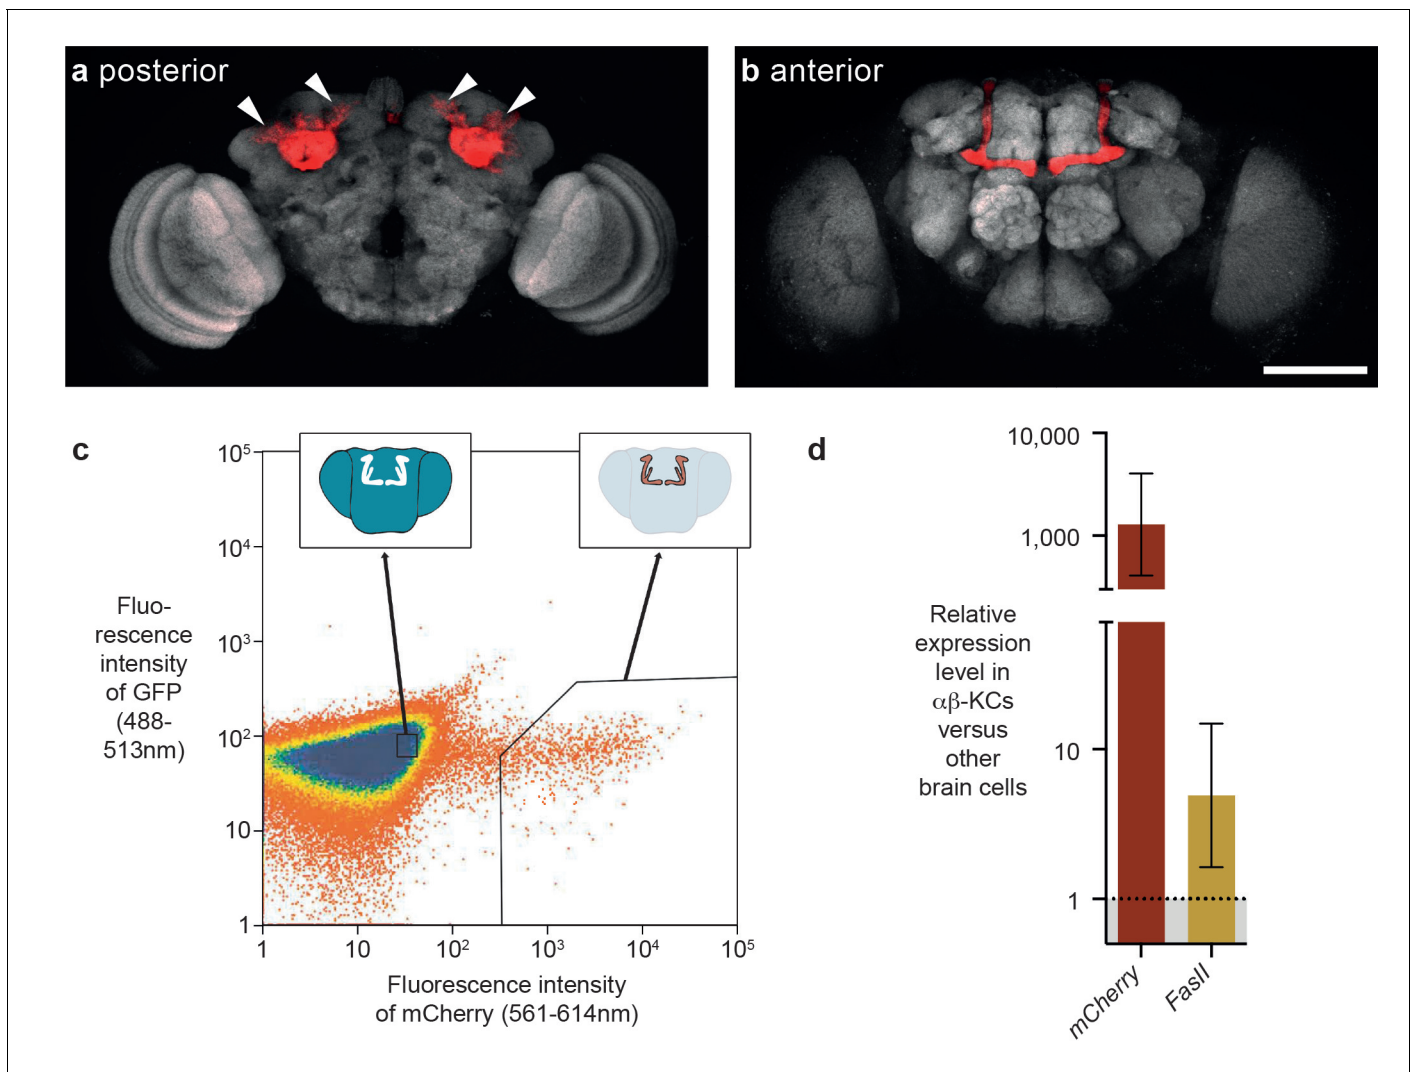 a posterior
b anterior
c
10⁵
10⁴
10³
10²
10
1
Fluo-
rescence
intensity
of GFP
(488-
513nm)
1
10
10²
10³
10⁴
10⁵
Fluorescence intensity
of mCherry (561-614nm)
d
10,000
1,000
10
1
Relative
expression
level in
αβ-KCs
versus
other
brain cells
mCherry
FasII